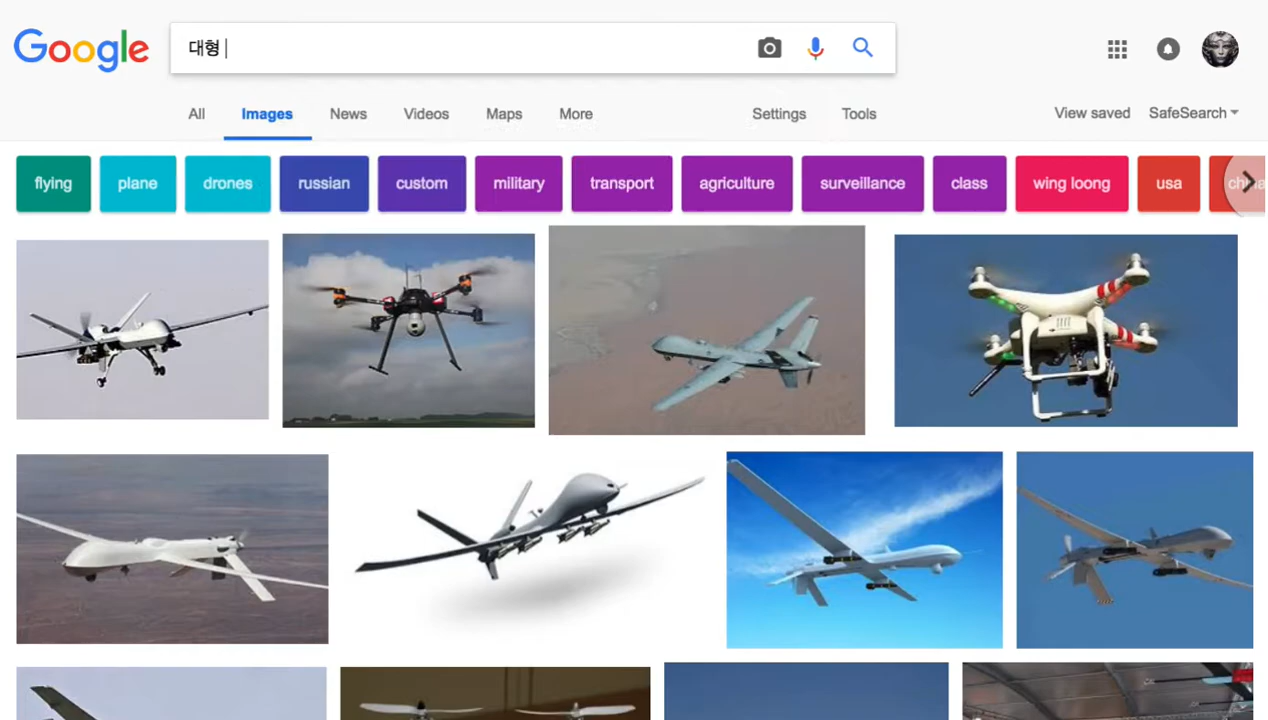 Google 대형
All Images News Videos Maps More Settings Tools View saved SafeSearch
flying plane drones russian custom military transport agriculture surveillance class wing loong usa china